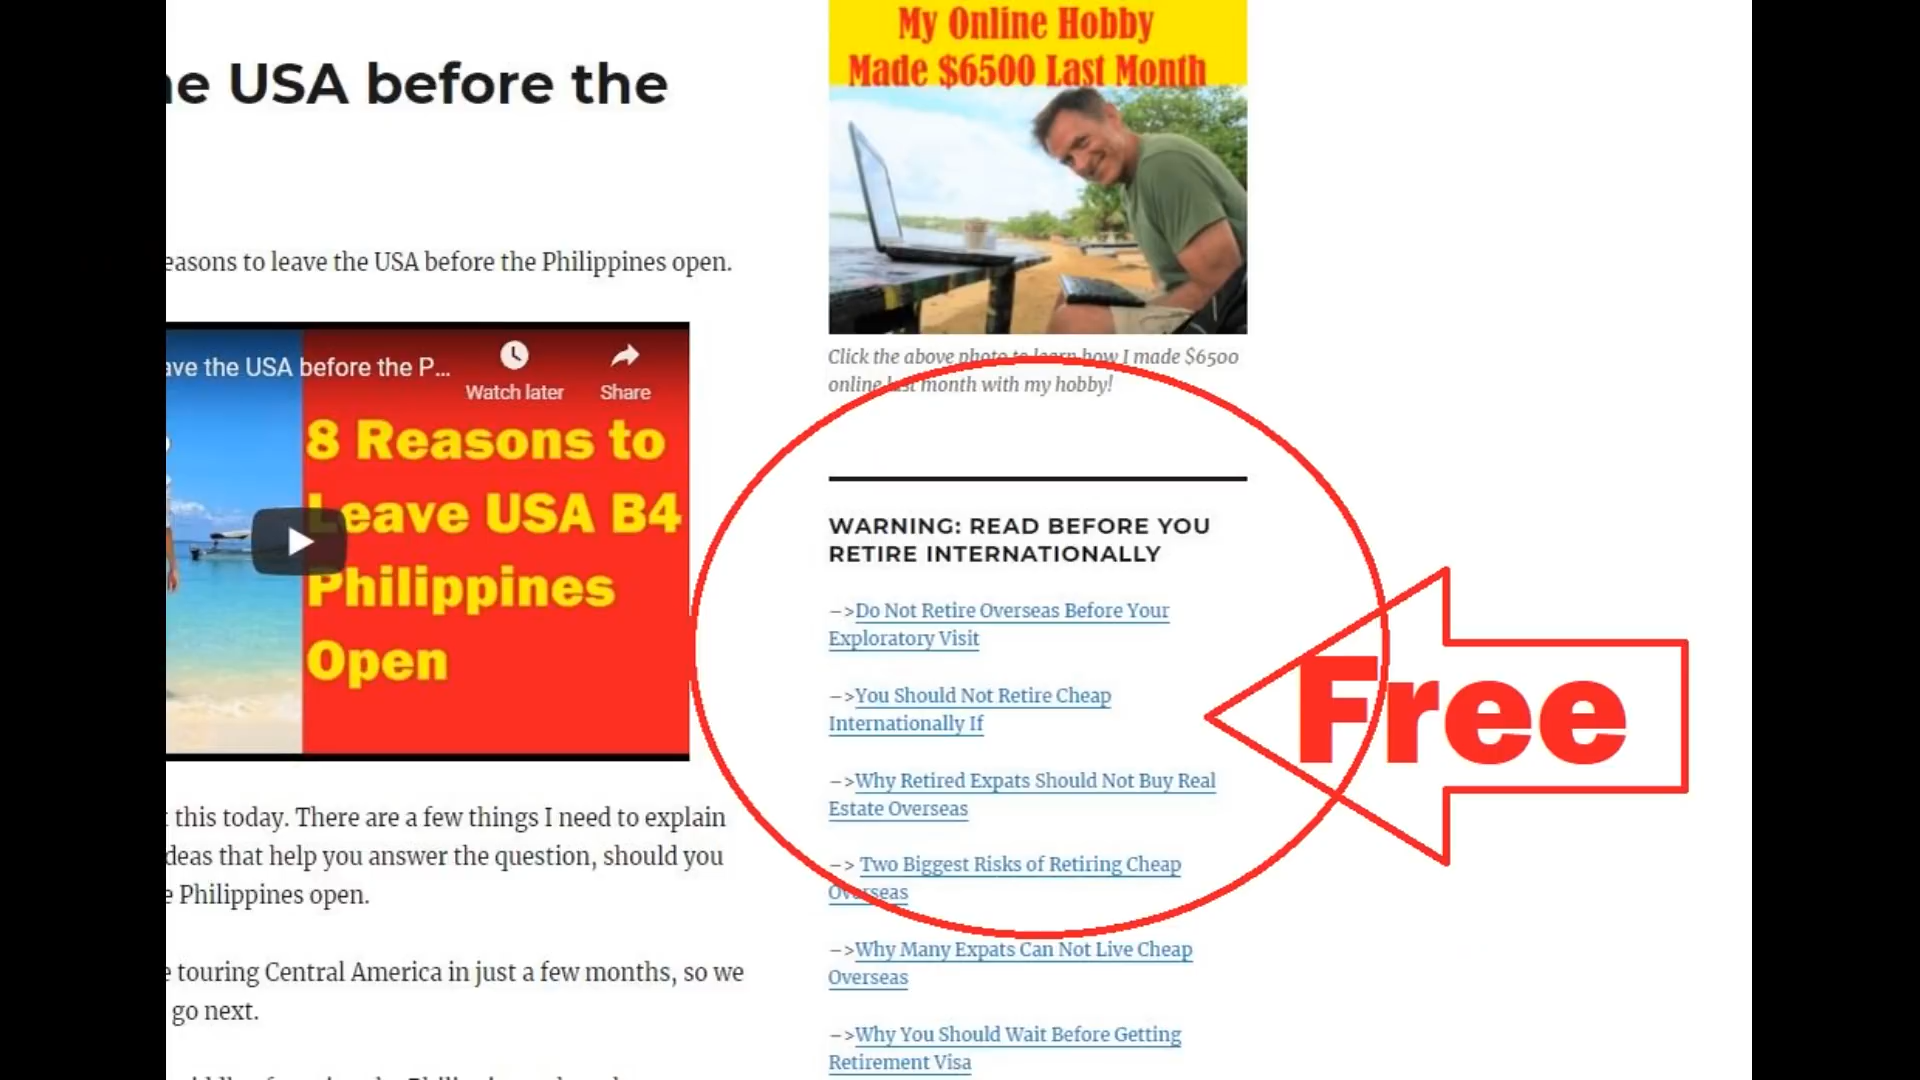 he USA before the
easons to leave the USA before the Philippines open.
ave the USA before the P...
Watch later
Share
8 Reasons to
Leave USA B4
Philippines
Open
this today. There are a few things I need to explain
deas that help you answer the question, should you
e Philippines open.
e touring Central America in just a few months, so we
go next.
My Online Hobby
Made $6500 Last Month
Click the above photo to learn how I made $6500
online last month with my hobby!
WARNING: READ BEFORE YOU
RETIRE INTERNATIONALLY
–>Do Not Retire Overseas Before Your
Exploratory Visit
–>You Should Not Retire Cheap
Internationally If
–>Why Retired Expats Should Not Buy Real
Estate Overseas
–> Two Biggest Risks of Retiring Cheap
Overseas
–>Why Many Expats Can Not Live Cheap
Overseas
–>Why You Should Wait Before Getting
Retirement Visa
Free